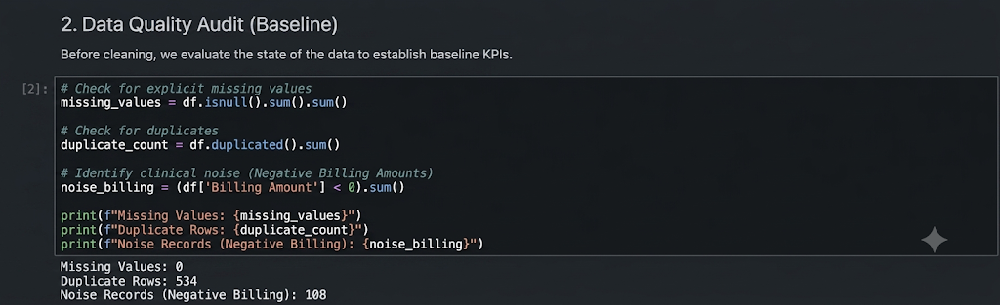 2. Data Quality Audit (Baseline)
Before cleaning, we evaluate the state of the data to establish baseline KPIs.
[2]:
# Check for explicit missing values
missing_values = df.isnull().sum().sum()
# Check for duplicates
duplicate_count = df.duplicated().sum()
# Identify clinical noise (Negative Billing Amounts)
noise_billing = (df['Billing Amount'] < 0).sum()
print(f"Missing Values: {missing_values}")
print(f"Duplicate Rows: {duplicate_count}")
print(f"Noise Records (Negative Billing): {noise_billing}")
Missing Values: 0
Duplicate Rows: 534
Noise Records (Negative Billing): 108